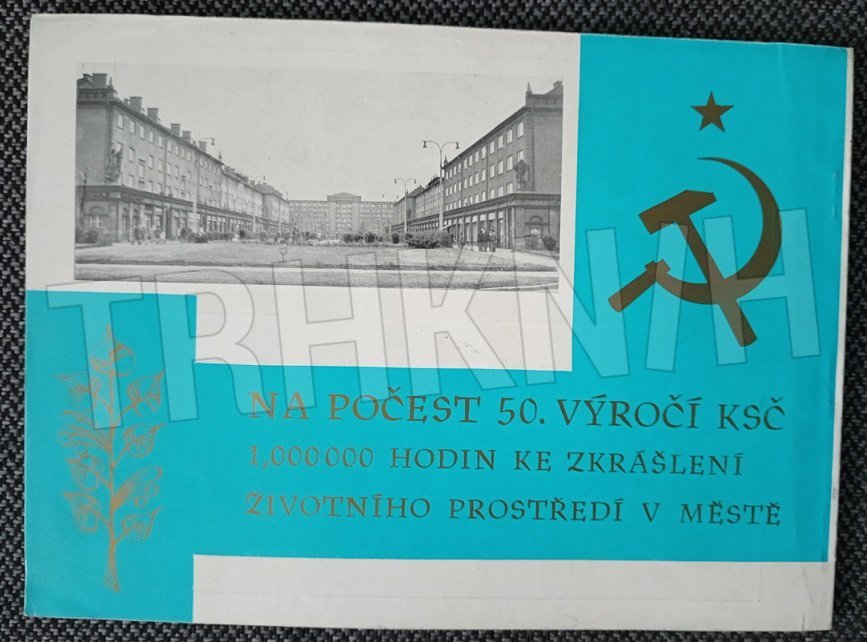 NA POČEST 50. VÝROČÍ KSČ
1,000 000 HODIN KE ZKRÁŠLENÍ
ŽIVOTNÍHO PROSTŘEDÍ V MĚSTĚ
TRHKNIH